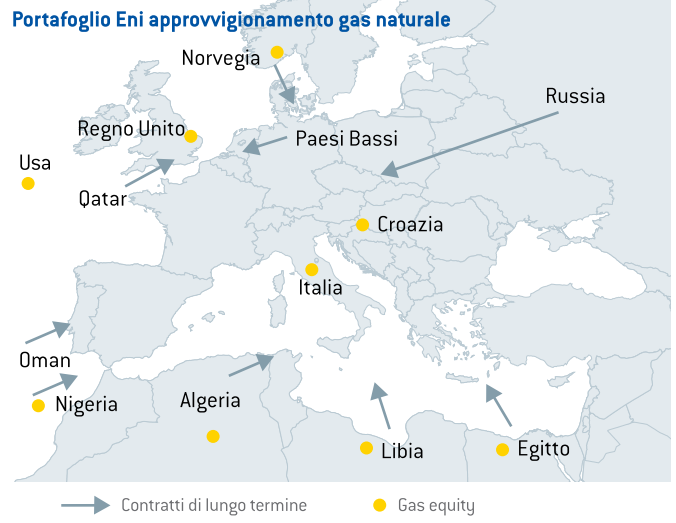 Portafoglio Eni approvvigionamento gas naturale
Norvegia
Russia
Regno Unito
Paesi Bassi
Usa
Qatar
Croazia
Italia
Oman
Nigeria
Algeria
Libia
Egitto
Contratti di lungo termine
Gas equity